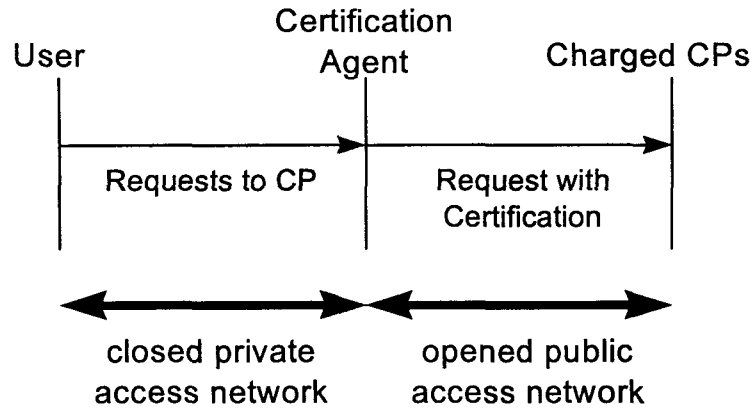 User
Certification
Agent
Charged CPs
Requests to CP
Request with
Certification
closed private
access network
opened public
access network